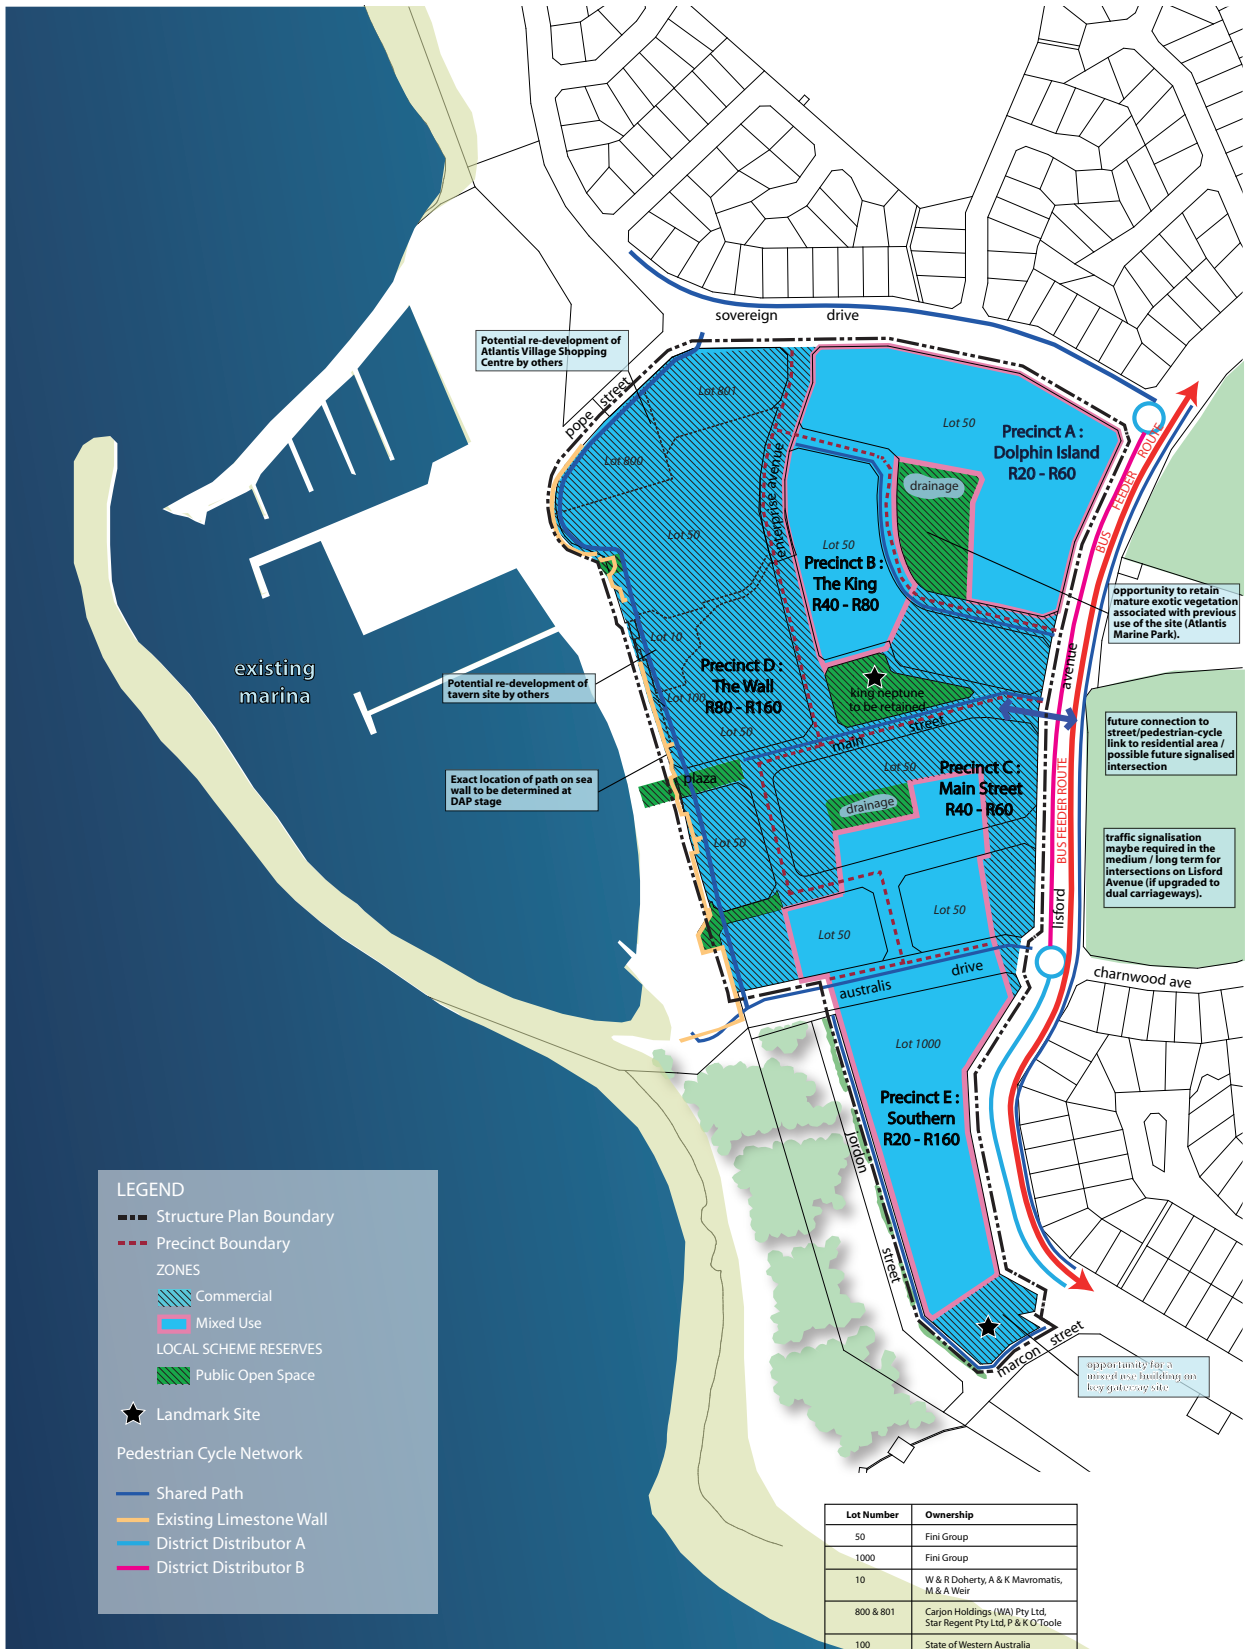 sovereign drive
Potential re-development of
Atlantis Village Shopping
Centre by others
pope street
Lot 801
Lot 50
Precinct A :
Dolphin Island
R20 - R60
BUS FEEDER ROUTE
Lot 800
enterprise avenue
drainage
Lot 50
Lot 50
Precinct B :
The King
R40 - R80
opportunity to retain
mature exotic vegetation
associated with previous
use of the site (Atlantis
Marine Park).
Lot 10
existing
marina
Potential re-development of
tavern site by others
Precinct D :
The Wall
R80 - R160
Lot 100
Lot 50
king neptune
to be retained
avenue
main street
future connection to
street/pedestrian-cycle
link to residential area /
possible future signalised
intersection
Exact location of path on sea
wall to be determined at
DAP stage
plaza
Lot 50
Precinct C :
Main Street
R40 - R60
drainage
BUS FEEDER ROUTE
Lot 50
traffic signalisation
maybe required in the
medium / long term for
intersections on Lisford
Avenue (if upgraded to
dual carriageways).
lisford
Lot 50
Lot 50
australis drive
charnwood ave
Lot 1000
Precinct E :
Southern
R20 - R160
jordon street
marcon street
opportunity for a
mixed use building on
key gateway site
LEGEND
Structure Plan Boundary
Precinct Boundary
ZONES
Commercial
Mixed Use
LOCAL SCHEME RESERVES
Public Open Space
Landmark Site
Pedestrian Cycle Network
Shared Path
Existing Limestone Wall
District Distributor A
District Distributor B
Lot Number Ownership
50 Fini Group
1000 Fini Group
10 W & R Doherty, A & K Mavromatis,
M & A Weir
800 & 801 Carjon Holdings (WA) Pty Ltd,
Star Regent Pty Ltd, P & K O'Toole
100 State of Western Australia